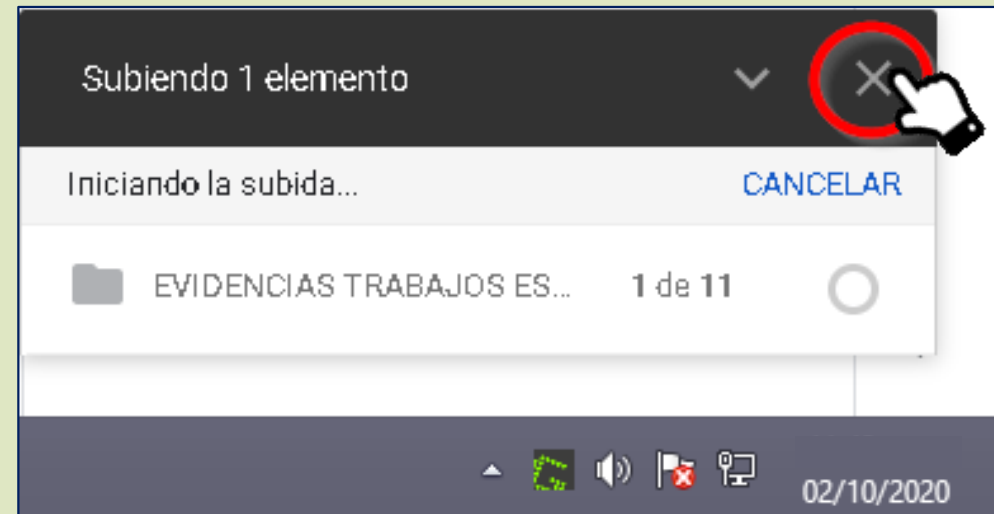 Subiendo 1 elemento
Iniciando la subida... CANCELAR
EVIDENCIAS TRABAJOS ES... 1 de 11
02/10/2020